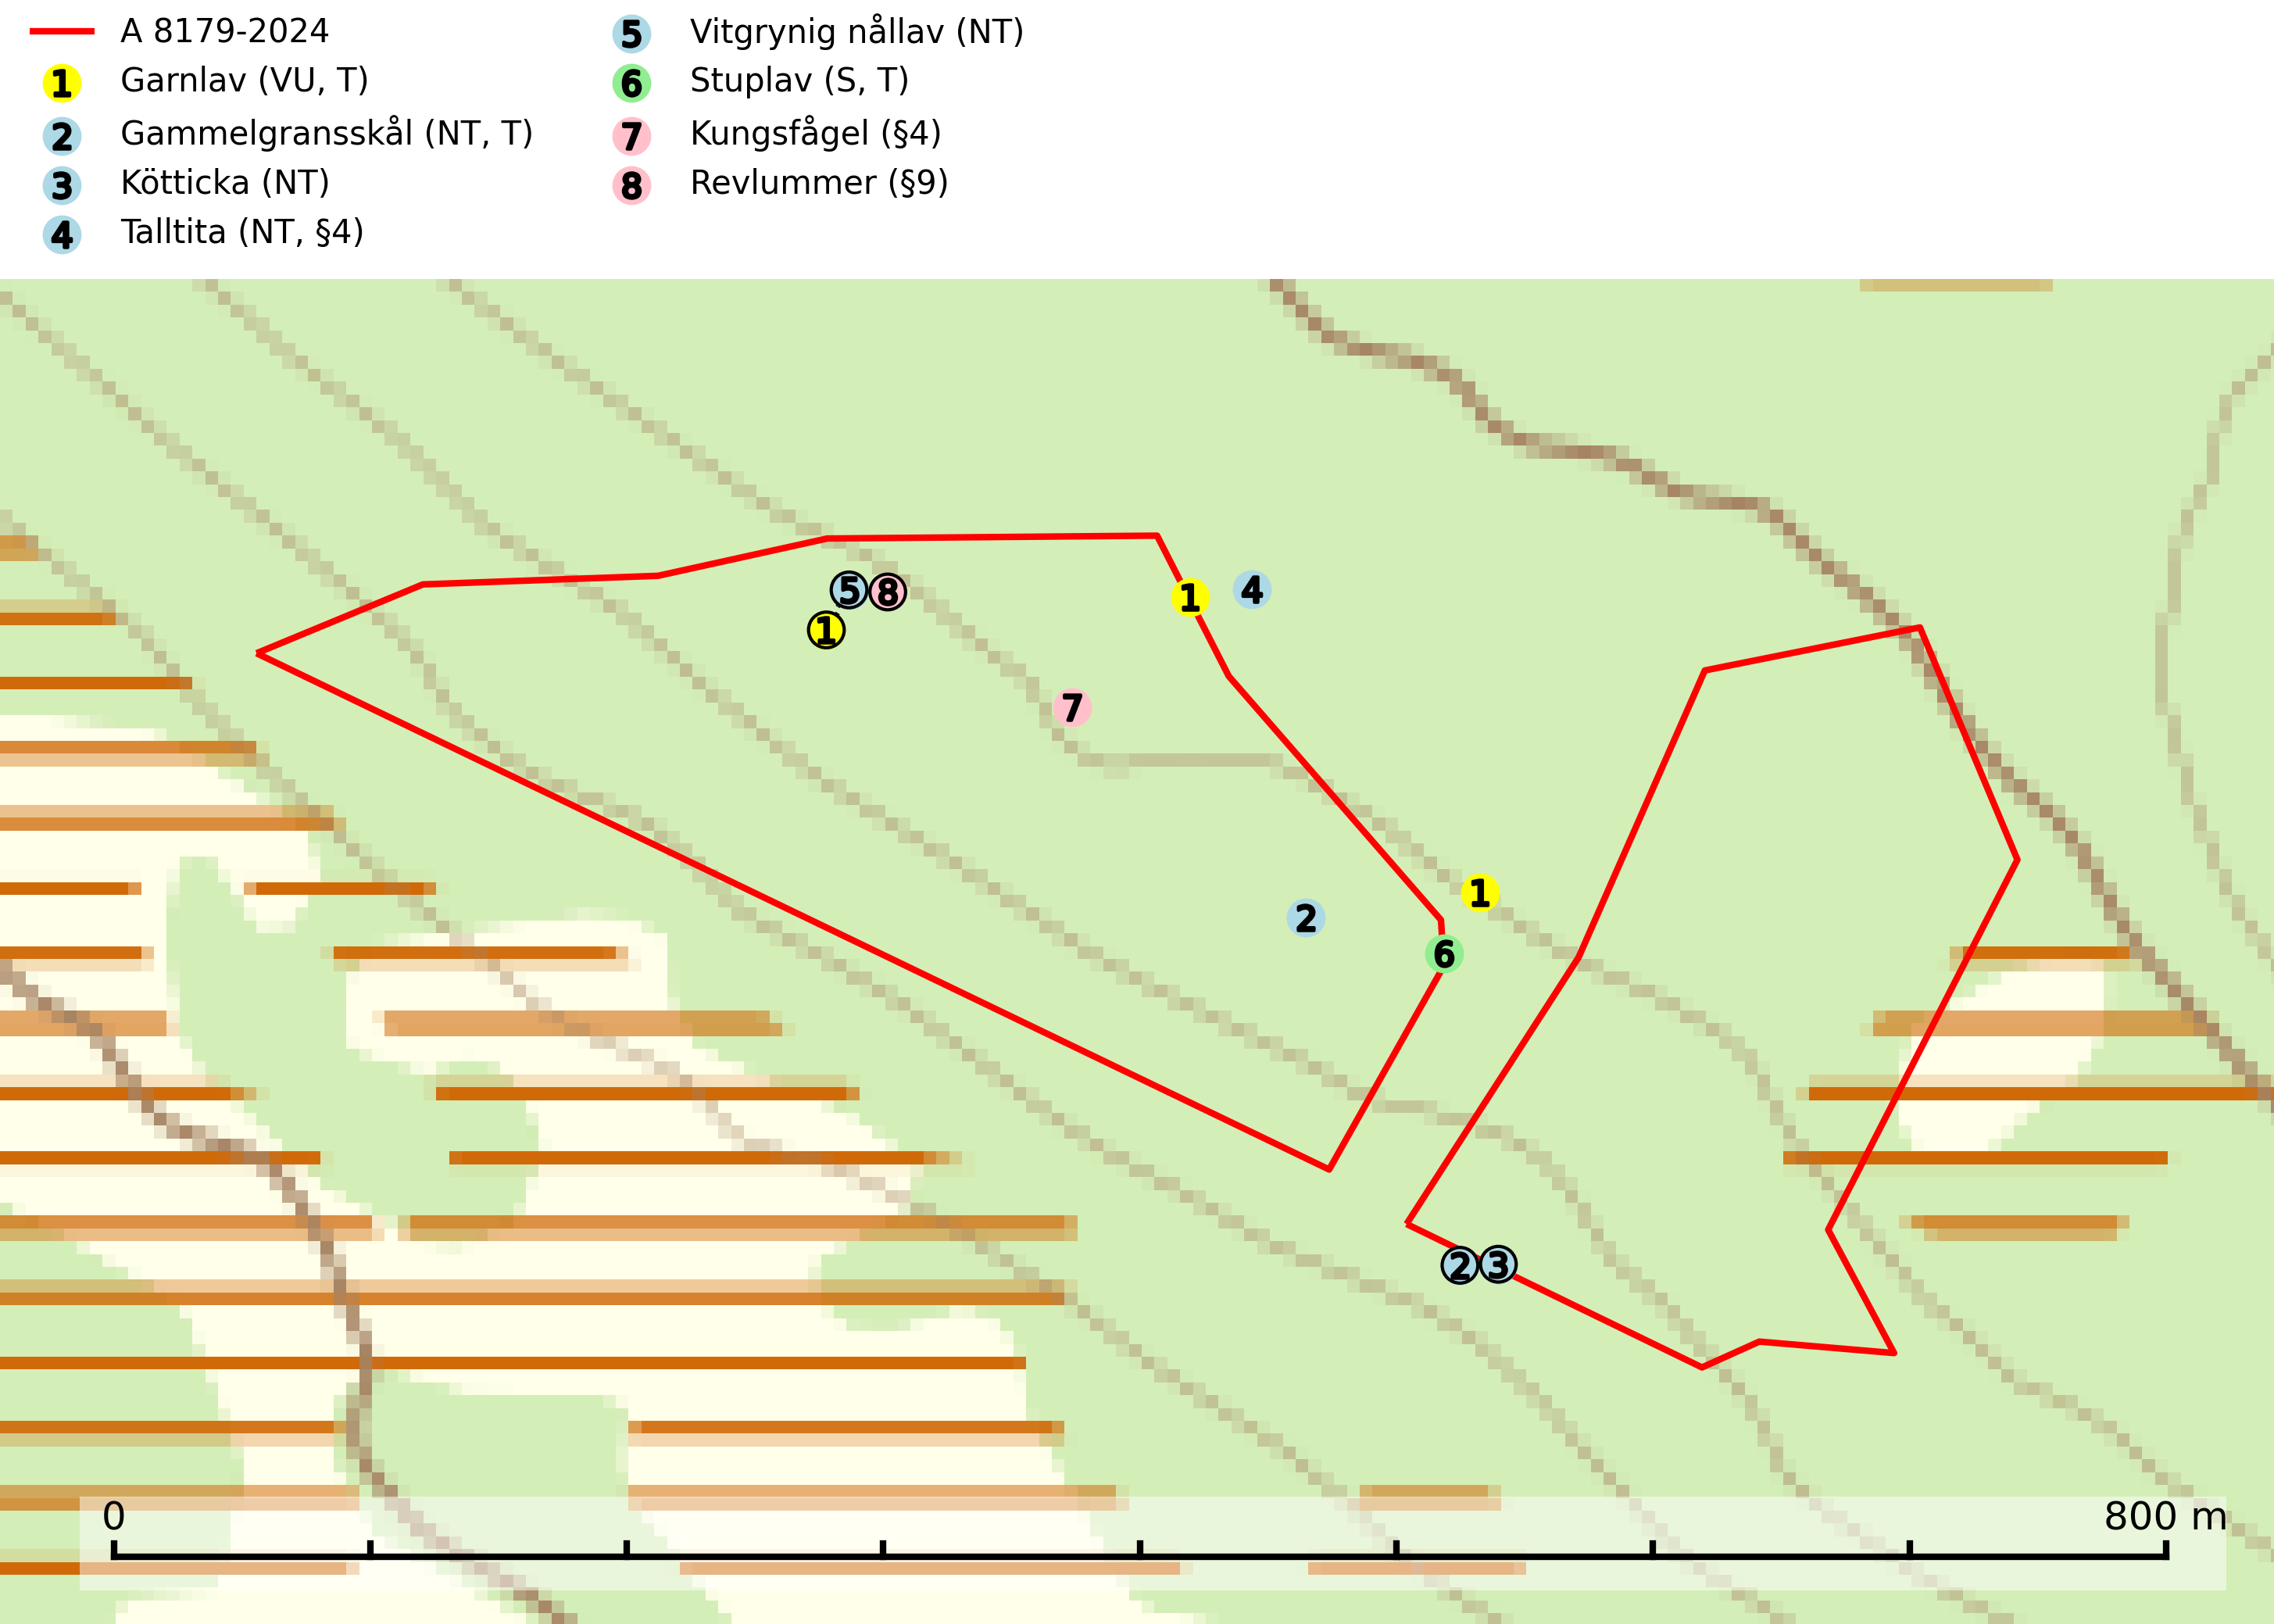 A 8179-2024
1 Garnlav (VU, T)
2 Gammelgransskål (NT, T)
3 Kötticka (NT)
4 Talltita (NT, §4)
5 Vitgrynig nållav (NT)
6 Stuplav (S, T)
7 Kungsfågel (§4)
8 Revlummer (§9)
5 8 1 4
1
7
1
2
6
2 3
0 800 m